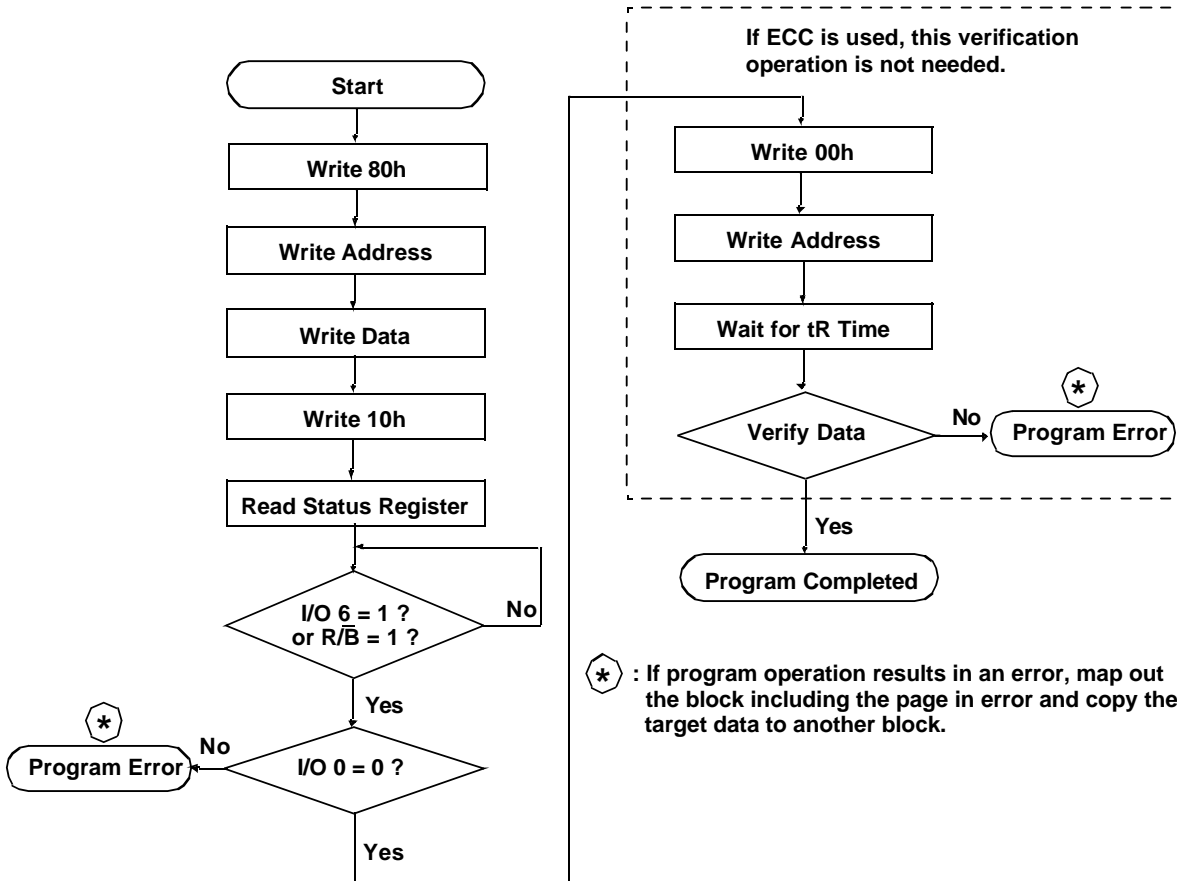 Start
Write 80h
Write Address
Write Data
Write 10h
Read Status Register
I/O 6 = 1 ?
or R/B̅ = 1 ?
No
Yes
*
No
Program Error
I/O 0 = 0 ?
Yes
If ECC is used, this verification
operation is not needed.
Write 00h
Write Address
Wait for tR Time
Verify Data
No
*
Program Error
Yes
Program Completed
* : If program operation results in an error, map out
the block including the page in error and copy the
target data to another block.